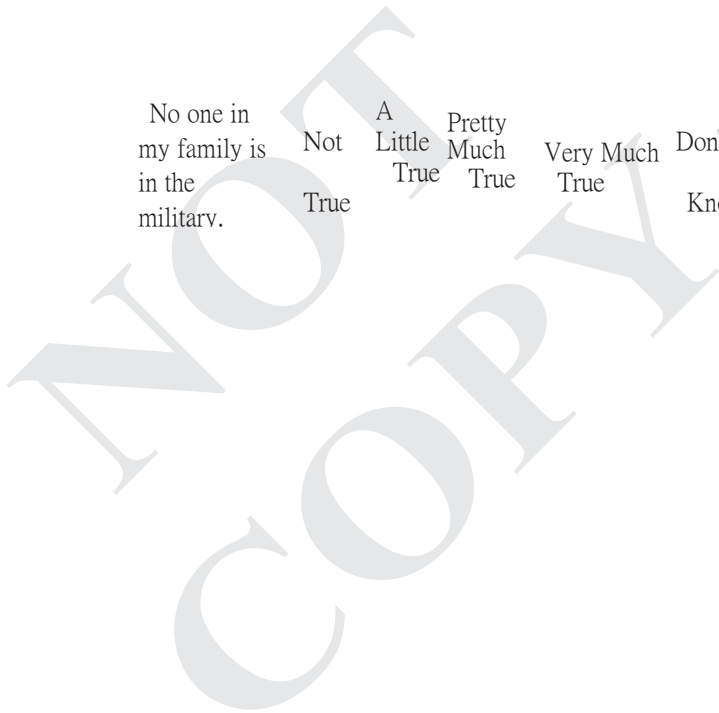 No one in
my family is
in the
military.
Not
True
A
Little
True
Pretty
Much
True
Very Much
True
NOT
COPY